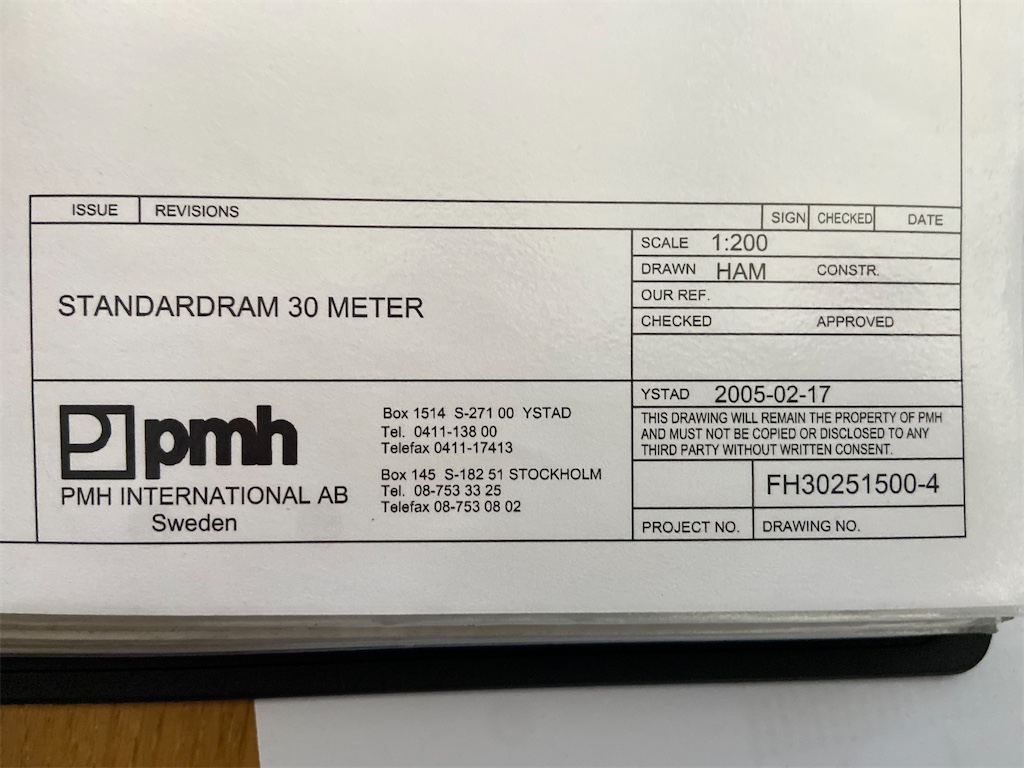 ISSUE REVISIONS SIGN CHECKED DATE
STANDARDRAM 30 METER
SCALE 1:200
DRAWN HAM CONSTR.
OUR REF.
CHECKED APPROVED
pmh
PMH INTERNATIONAL AB
Sweden
Box 1514 S-271 00 YSTAD
Tel. 0411-138 00
Telefax 0411-17413
Box 145 S-182 51 STOCKHOLM
Tel. 08-753 33 25
Telefax 08-753 08 02
YSTAD 2005-02-17
THIS DRAWING WILL REMAIN THE PROPERTY OF PMH
AND MUST NOT BE COPIED OR DISCLOSED TO ANY
THIRD PARTY WITHOUT WRITTEN CONSENT.
FH30251500-4
PROJECT NO. DRAWING NO.